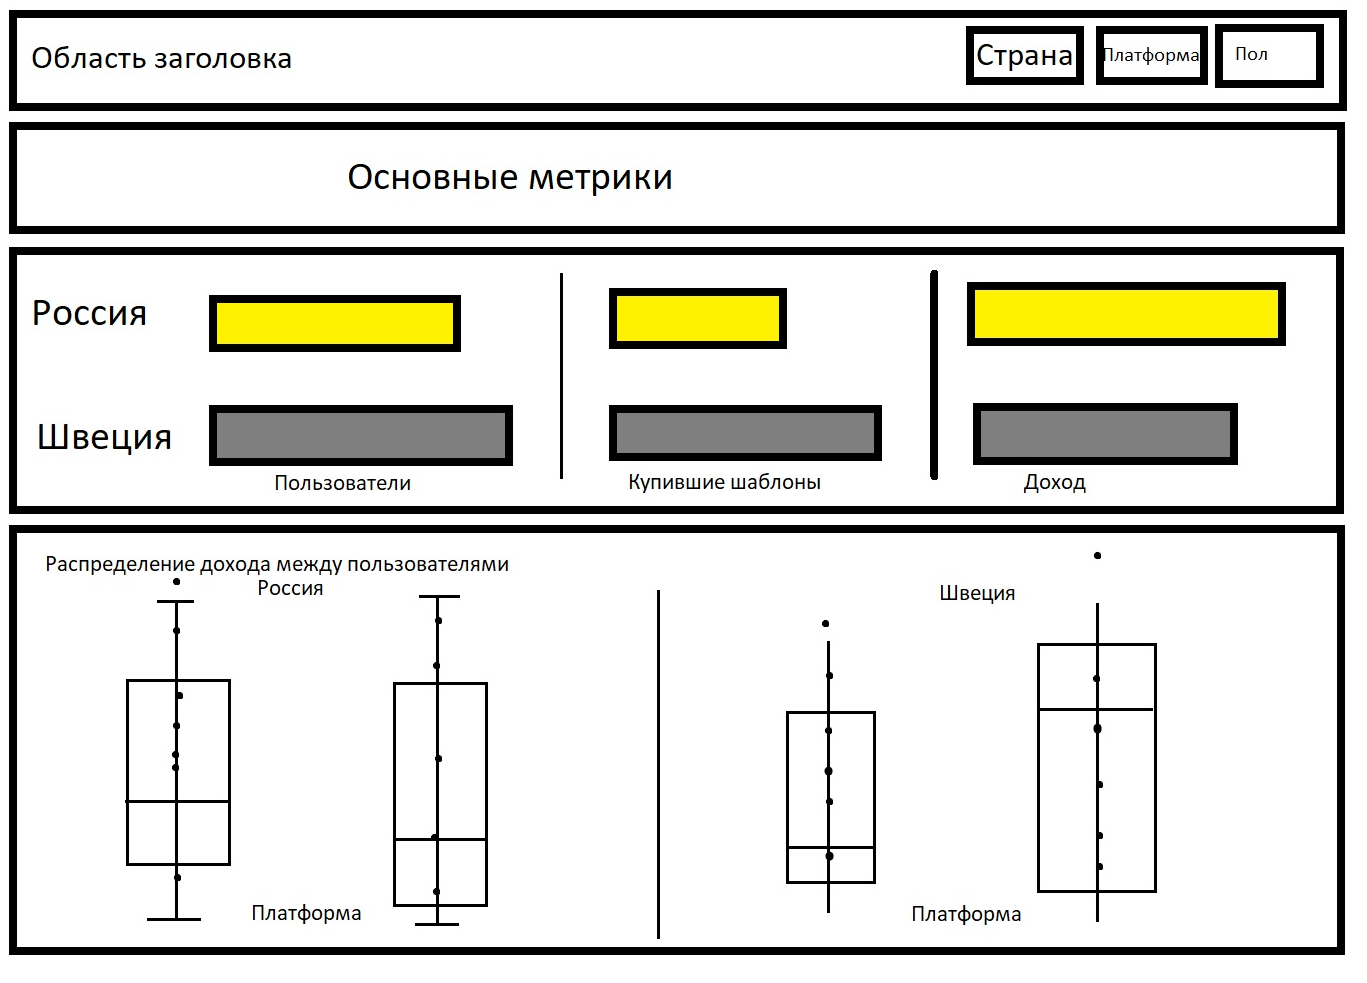 Область заголовка
Страна
Платформа
Пол
Основные метрики
Россия
Швеция
Пользователи
Купившие шаблоны
Доход
Распределение дохода между пользователями
Россия
Швеция
Платформа
Платформа